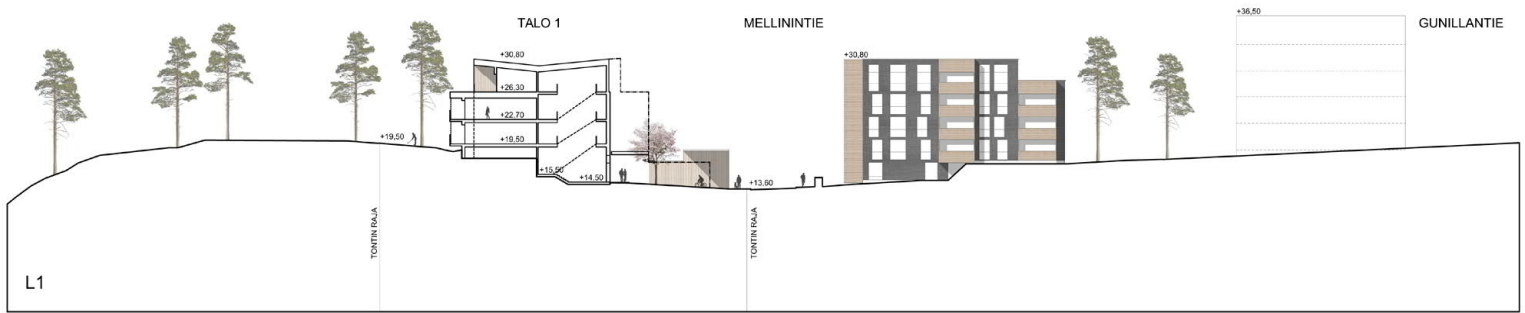 TALO 1
MELLININTIE
+36,50
GUNILLANTIE
+30.80
+30.80
+26,30
+22,70
+19,50
+19,50
+15,50
+14.50
+13,60
TONTIN RAJA
TONTIN RAJA
L1